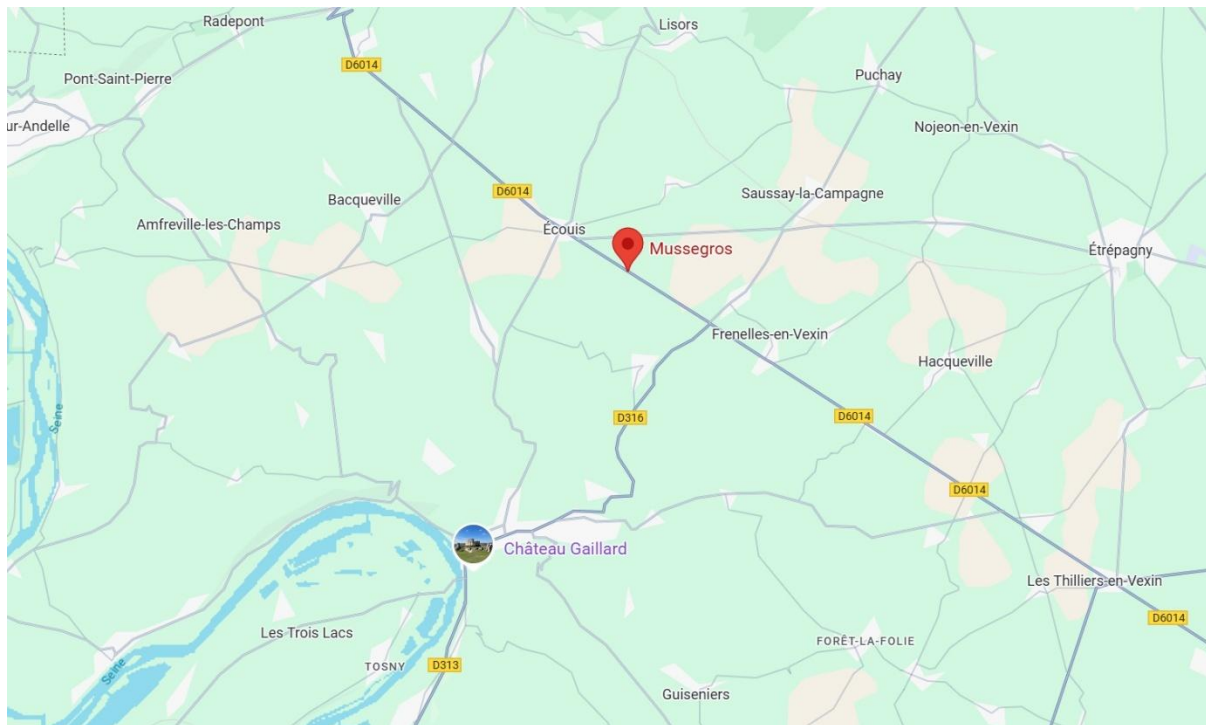 Radepont
Lisors
D6014
Pont-Saint-Pierre
Puchay
ur-Andelle
Nojeon-en-Vexin
D6014
Saussay-la-Campagne
Bacqueville
Amfreville-les-Champs
Écouis
Mussegros
Étrépagny
Frenelles-en-Vexin
Hacqueville
Seine
D316
D6014
D6014
Château Gaillard
Les Thilliers-en-Vexin
D6014
Les Trois Lacs
FORÊT-LA-FOLIE
TOSNY
D313
Seine
Guiseniers